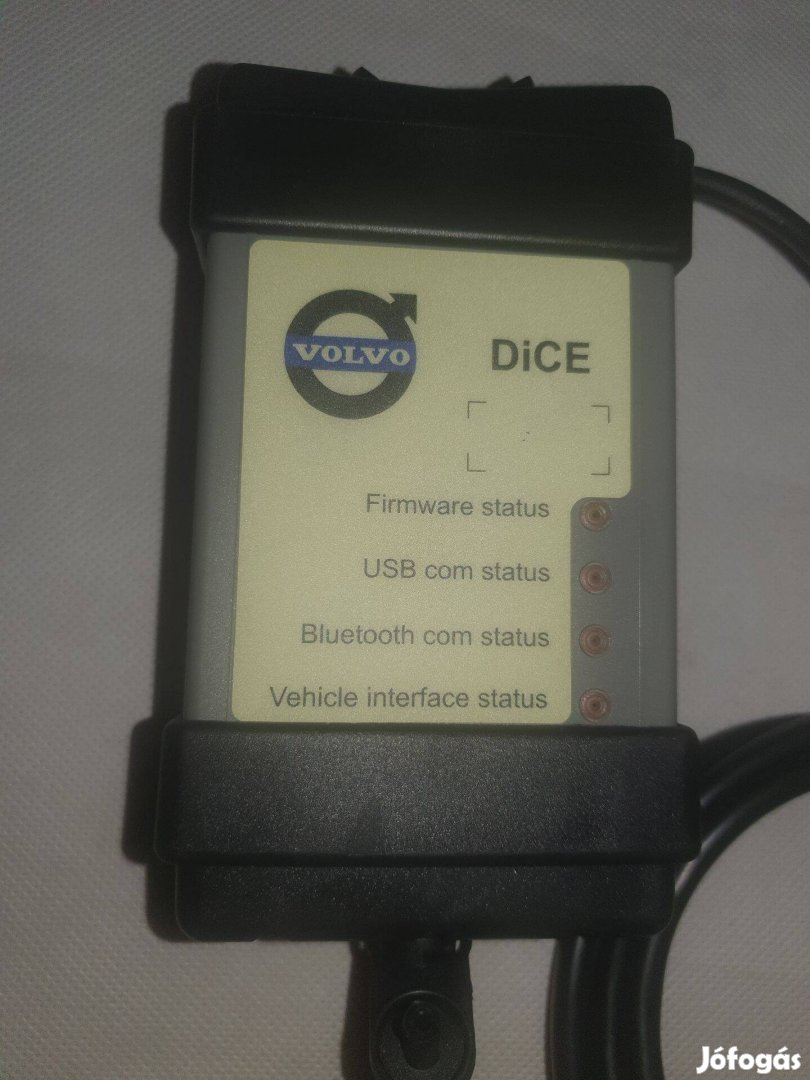 VOLVO
DiCE
Firmware status
USB com status
Bluetooth com status
Vehicle interface status
Jófogás